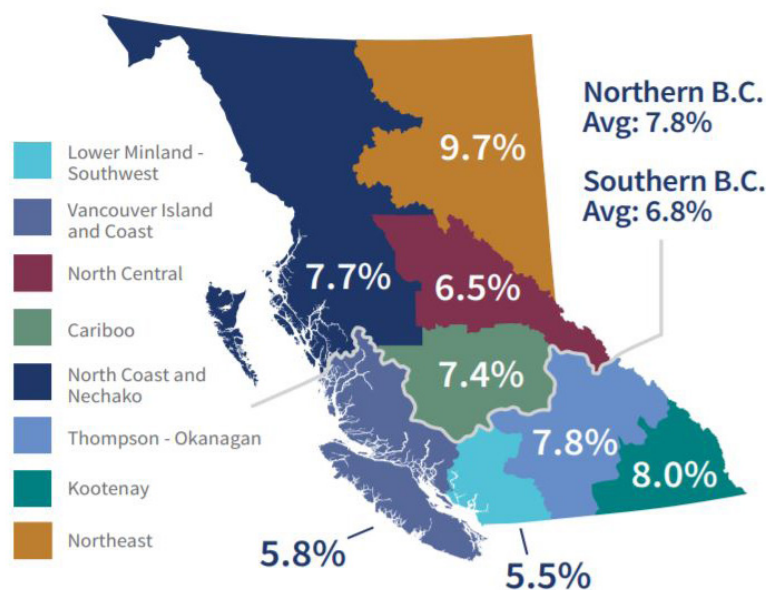 Northern B.C.
Avg: 7.8%
Southern B.C.
Avg: 6.8%
Lower Minland -
Southwest
Vancouver Island
and Coast
North Central
Cariboo
North Coast and
Nechako
Thompson - Okanagan
Kootenay
Northeast
9.7%
7.7%
6.5%
7.4%
7.8%
8.0%
5.8%
5.5%